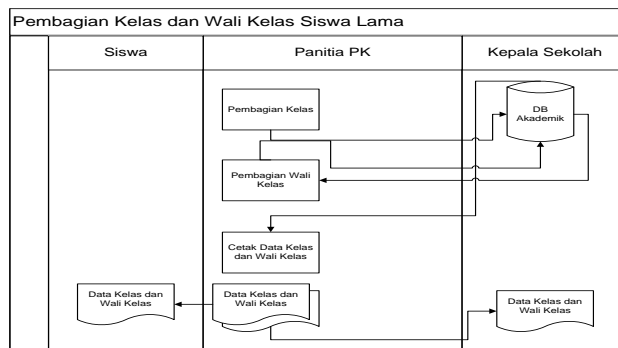 Pembagian Kelas dan Wali Kelas Siswa Lama
Siswa
Panitia PK
Kepala Sekolah
Pembagian Kelas
DB
Akademik
Pembagian Wali
Kelas
Cetak Data Kelas
dan Wali Kelas
Data Kelas dan
Wali Kelas
Data Kelas dan
Wali Kelas
Data Kelas dan
Wali Kelas